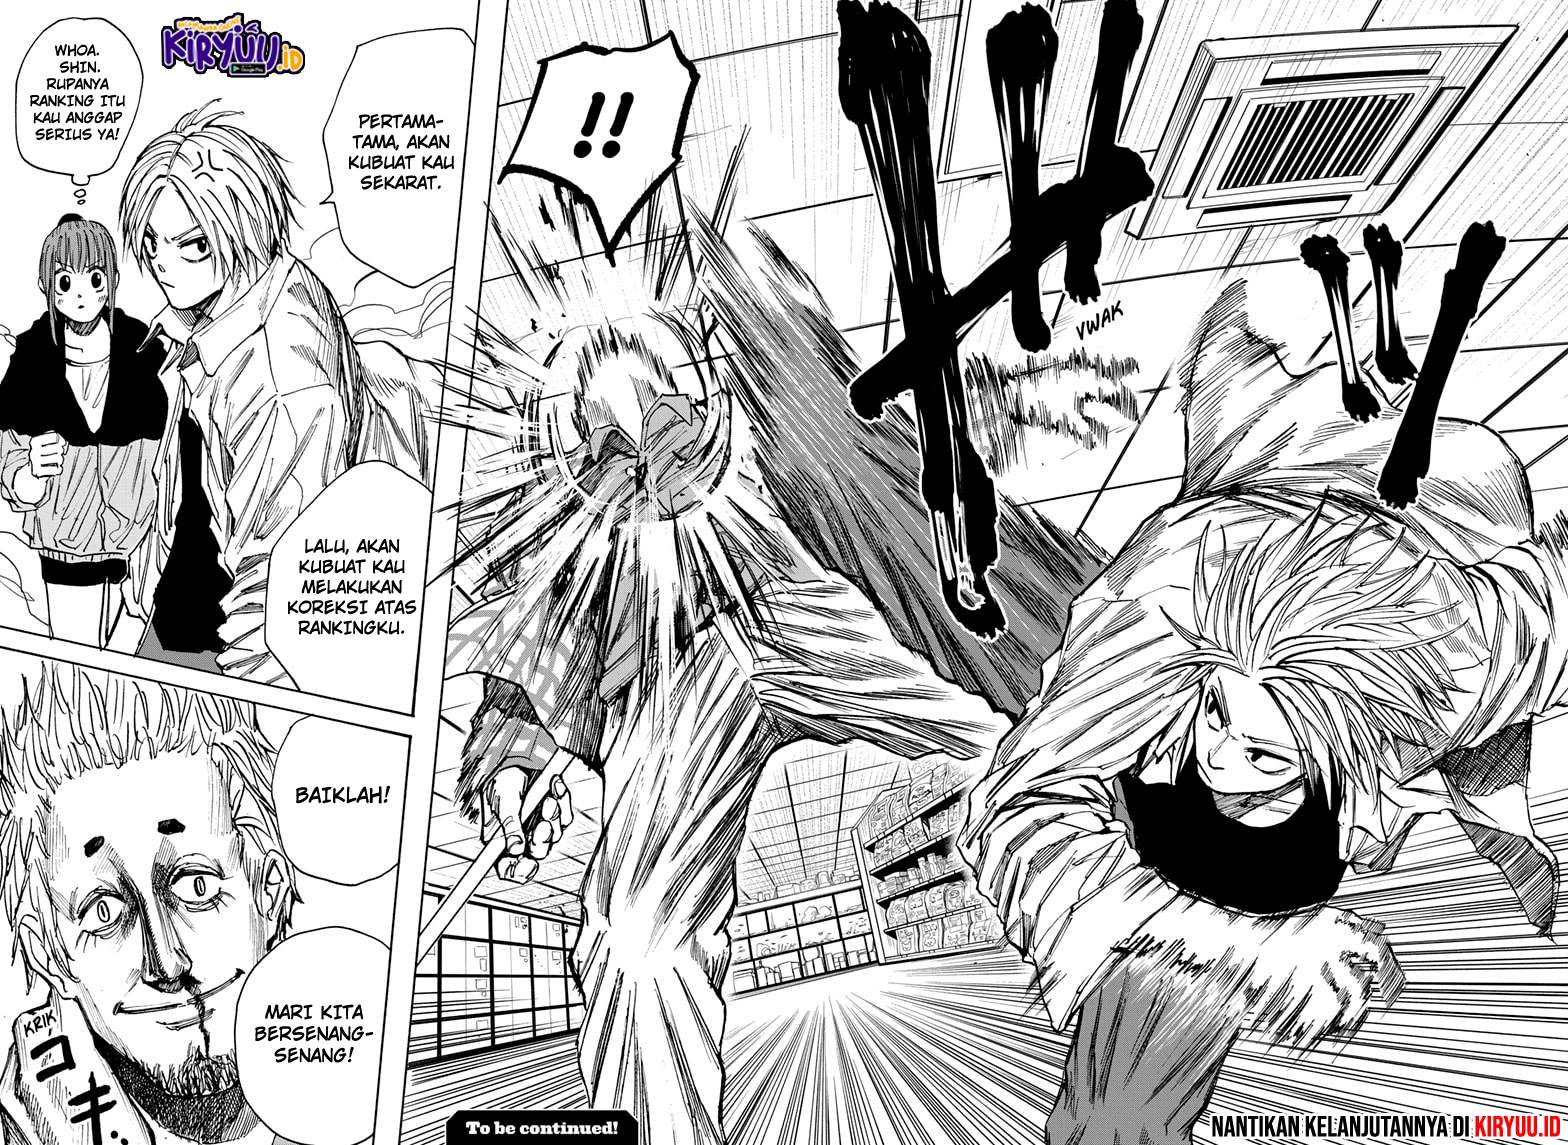 !!
VWAK
PERTAMA-
TAMA, AKAN
KUBUAT KAU
SEKARAT.
WHOA.
SHIN.
RUPANYA
RANKING ITU
KAU ANGGAP
SERIUS YA!
LALU, AKAN
KUBUAT KAU
MELAKUKAN
KOREKSI ATAS
RANKINGKU.
BAIKLAH!
MARI KITA
BERSENANG-
SENANG!
KRIK
コキ..
KIRYUU.ID
To be continued!
NANTIKAN KELANJUTANNYA DI KIRYUU.ID